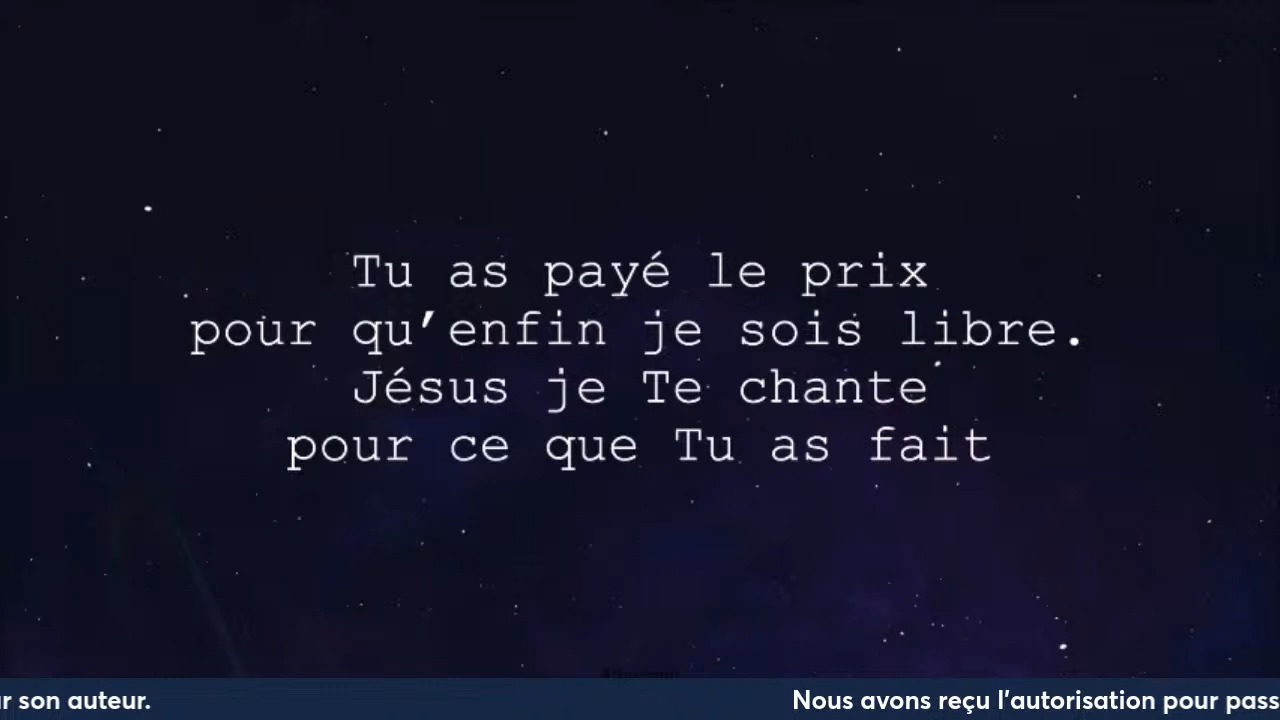 Tu as payé le prix
pour qu’enfin je sois libre.
Jésus je Te chante
pour ce que Tu as fait
son auteur.
Nous avons reçu l’autorisation pour